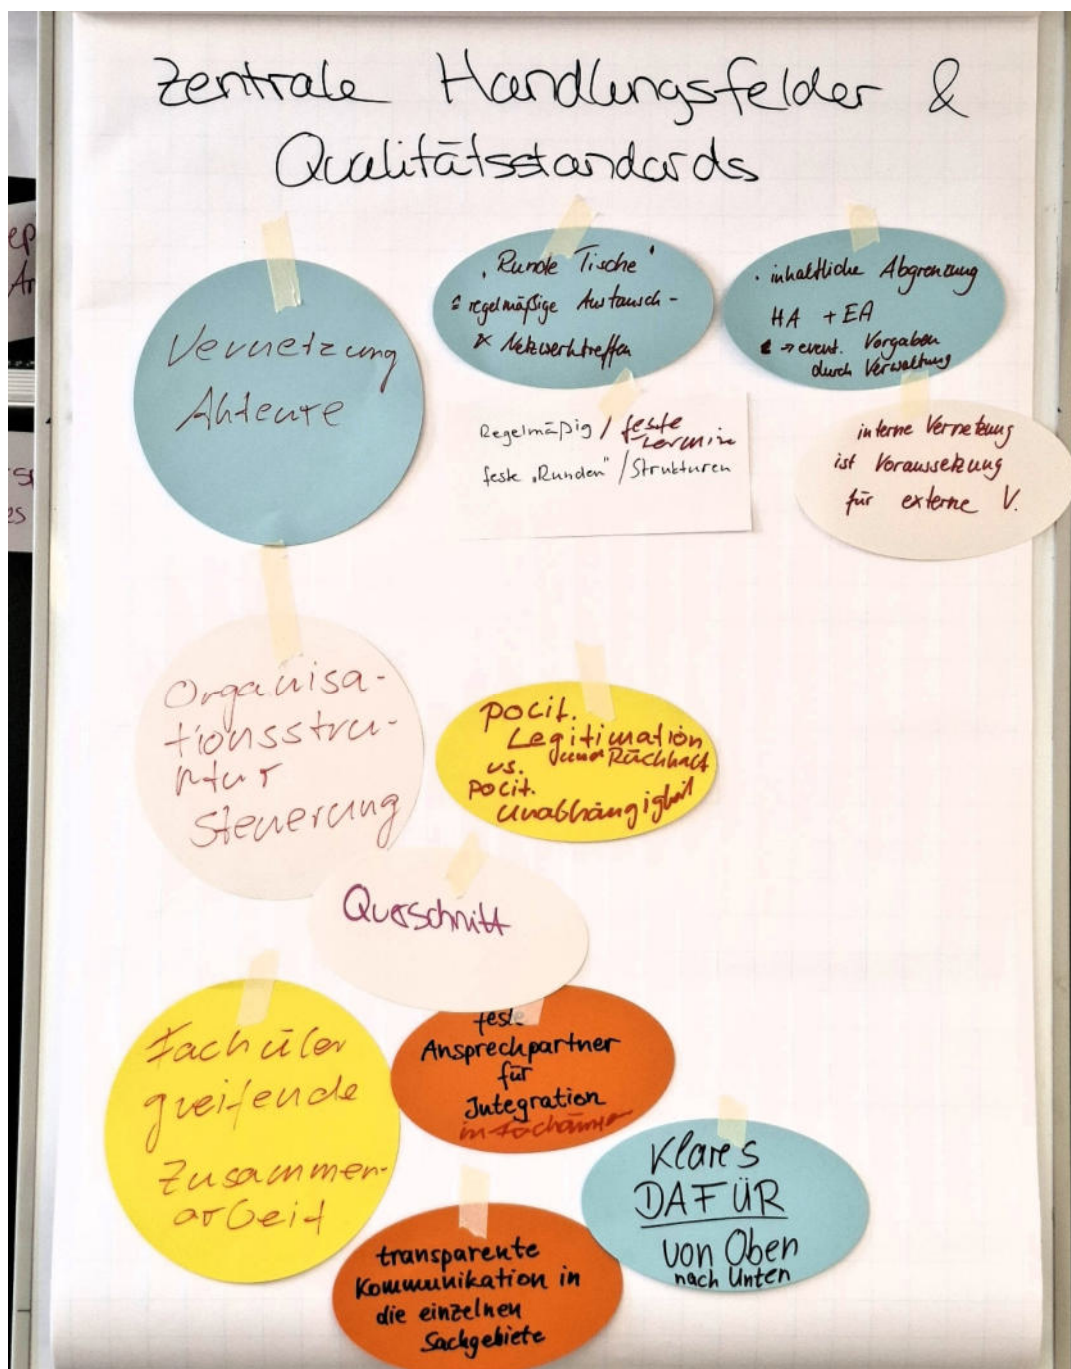 Zentrale Handlungsfelder &
Qualitätsstandards
Vernetzung
Akteure
"Runde Tische"
regelmäßige Austausch-
Netzwerktreffen
· inhaltliche Abgrenzung
HA + EA
→ event. Vorgaben
durch Verwaltung
Regelmäßig / feste
Termine
feste „Runden" / Strukturen
interne Vernetzung
ist Voraussetzung
für externe V.
Organisa-
tionsstru-
ktur
Steuerung
polit.
Legitimation
und Rückhalt
vs.
polit.
Unabhängigkeit
Querschnitt
Fachüber
greifende
Zusammen-
arbeit
feste
Ansprechpartner
für
Integration
in Fachämter
Klares
DAFÜR
von Oben
nach Unten
transparente
Kommunikation in
die einzelnen
Sachgebiete